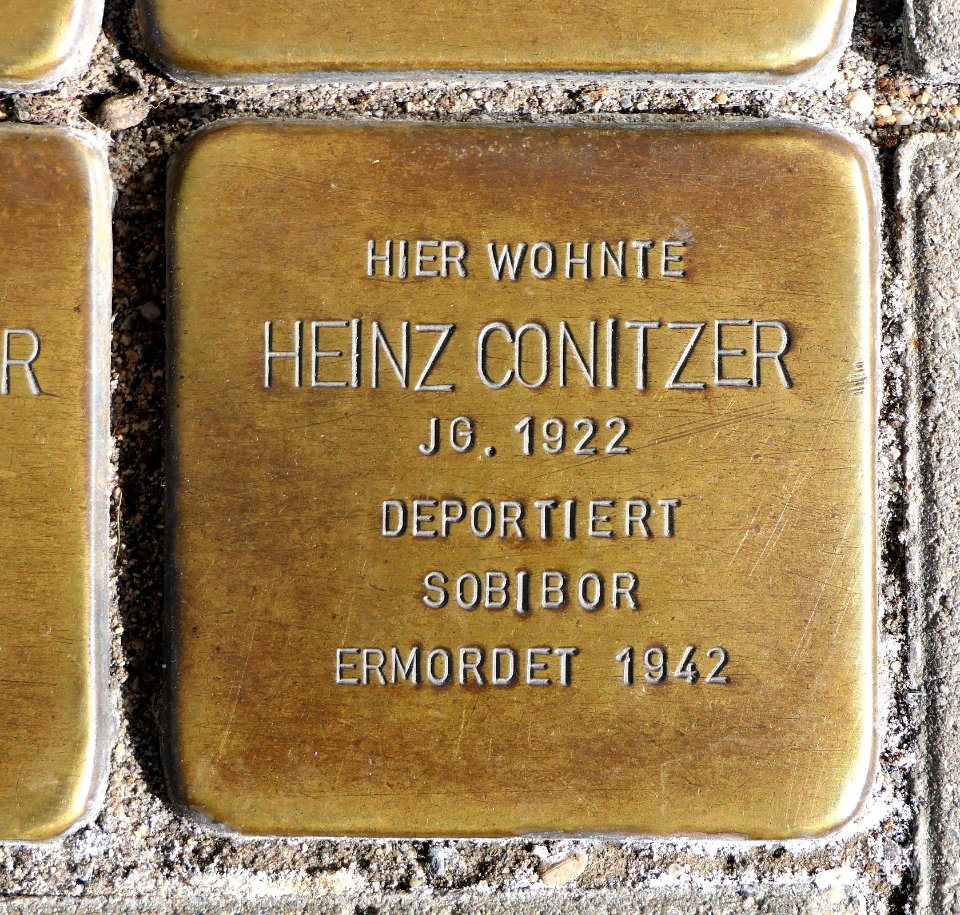 HIER WOHNTE
HEINZ CONITZER
JG. 1922
DEPORTIERT
SOBIBOR
ERMORDET 1942
R